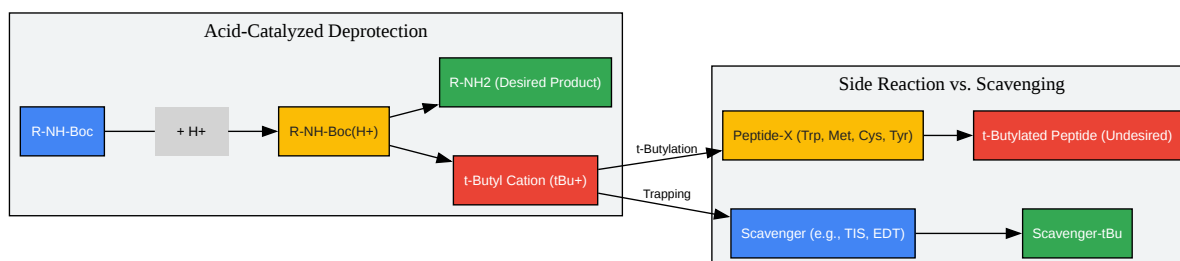 Acid-Catalyzed Deprotection
R-NH-Boc
+ H+
R-NH-Boc(H+)
R-NH2 (Desired Product)
t-Butyl Cation (tBu+)
t-Butylation
Trapping
Side Reaction vs. Scavenging
Peptide-X (Trp, Met, Cys, Tyr)
t-Butylated Peptide (Undesired)
Scavenger (e.g., TIS, EDT)
Scavenger-tBu